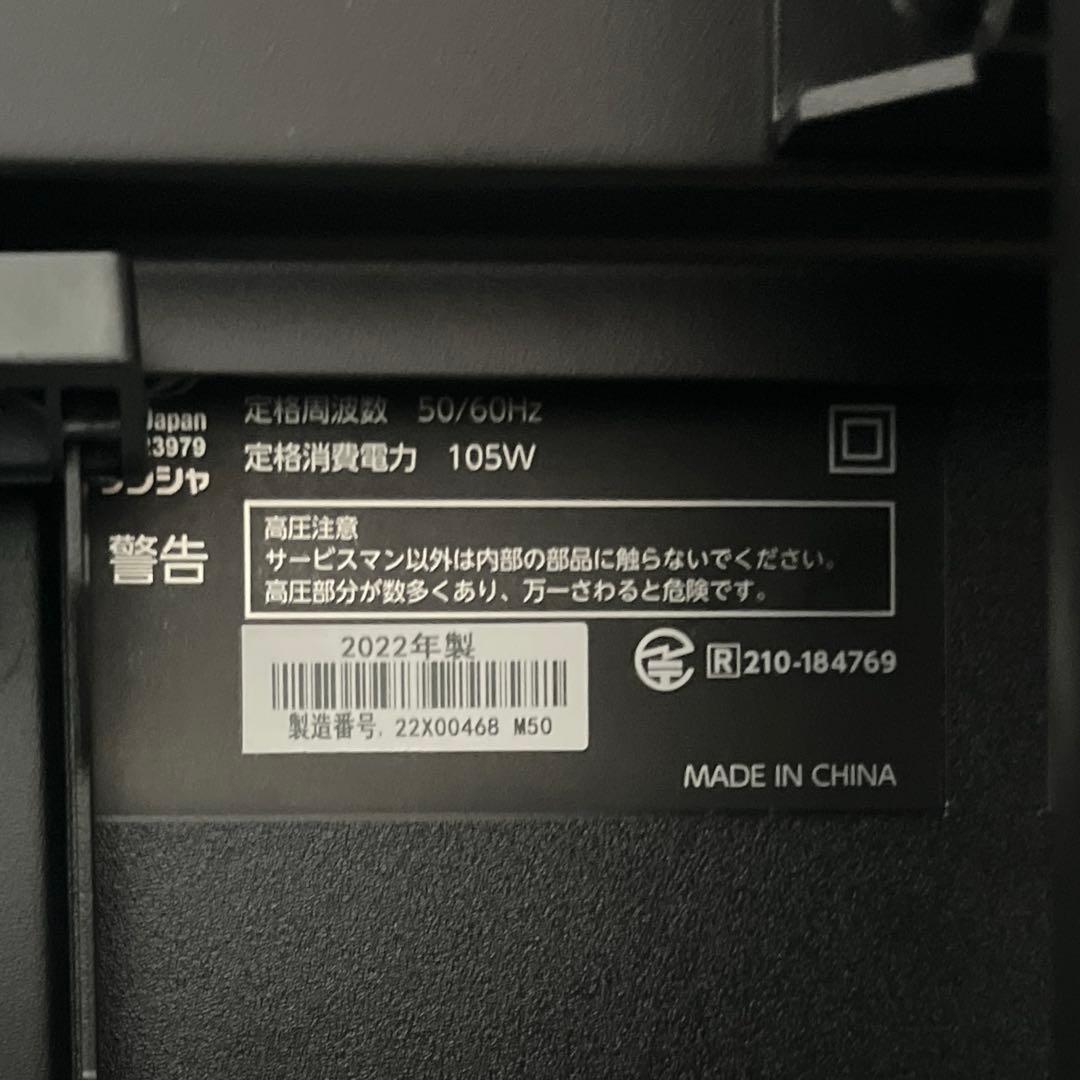 Japan
3979
ンシャ
定格周波数 50/60Hz
定格消費電力 105W
警告
高圧注意
サービスマン以外は内部の部品に触らないでください。
高圧部分が数多くあり、万一さわると危険です。
2022年製
製造番号. 22X00468 M50
R 210-184769
MADE IN CHINA